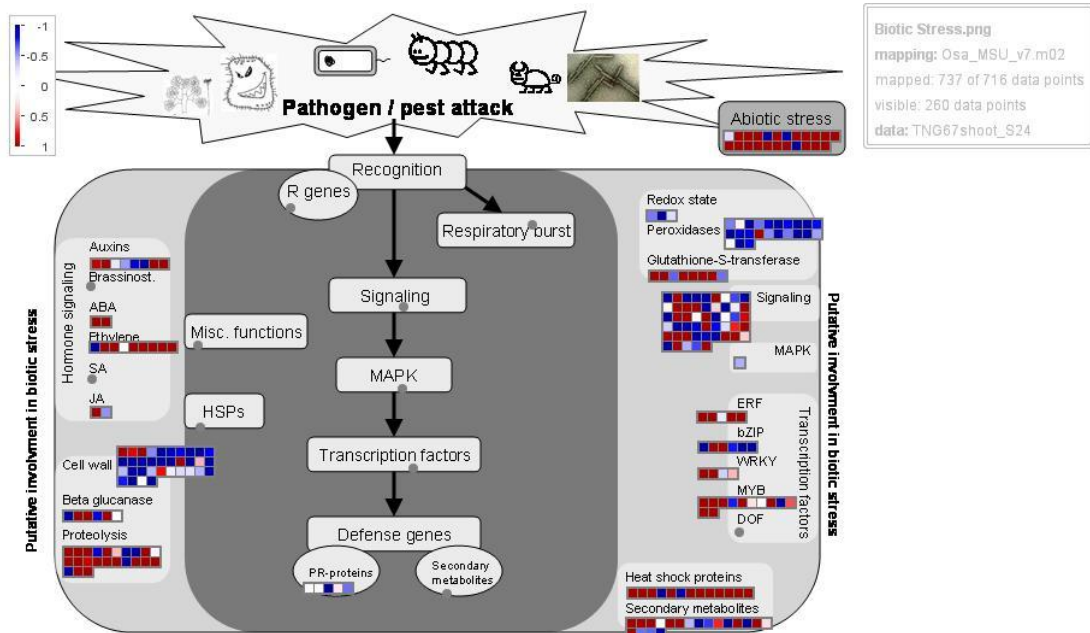 -1
-0.5
0
0.5
1
Pathogen / pest attack
Biotic Stress.png
mapping: Osa_MSU_v7.m02
mapped: 737 of 716 data points
visible: 260 data points
data: TNG67shoot_S24
Abiotic stress
Recognition
R genes
Respiratory burst
Signaling
Misc. functions
MAPK
HSPs
Transcription factors
Defense genes
PR-proteins
Secondary
metabolites
Putative involvment in biotic stress
Hormone signaling
Auxins
Brassinost.
ABA
Ethylene
SA
JA
Cell wall
Beta glucanase
Proteolysis
Redox state
Peroxidases
Glutathione-S-transferase
Signaling
MAPK
Putative involvment in biotic stress
Transcription factors
ERF
bZIP
WRKY
MYB
DOF
Heat shock proteins
Secondary metabolites